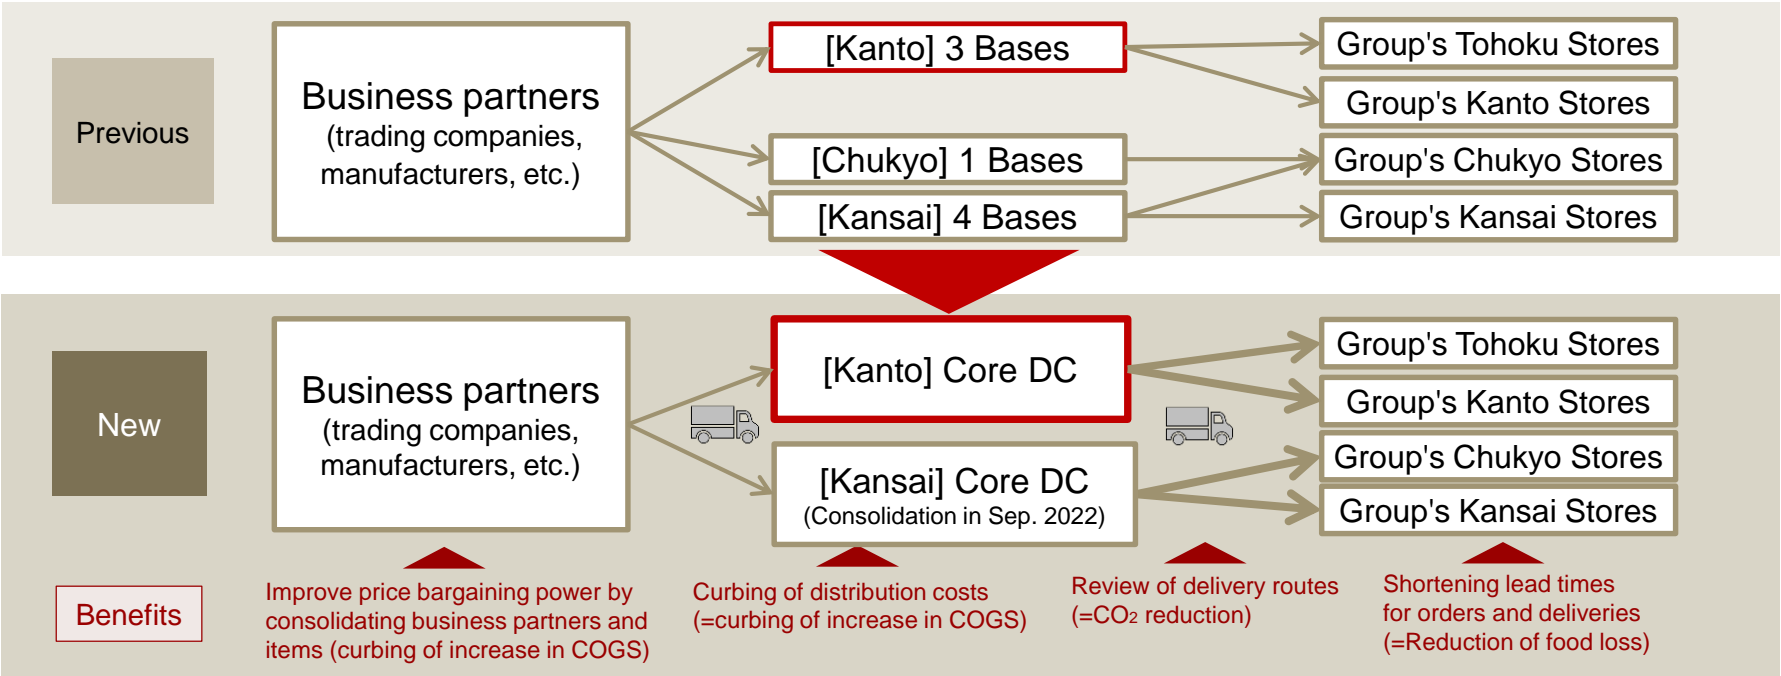 Previous
Business partners
(trading companies,
manufacturers, etc.)
[Kanto] 3 Bases
[Chukyo] 1 Bases
[Kansai] 4 Bases
Group's Tohoku Stores
Group's Kanto Stores
Group's Chukyo Stores
Group's Kansai Stores
New
Business partners
(trading companies,
manufacturers, etc.)
[Kanto] Core DC
[Kansai] Core DC
(Consolidation in Sep. 2022)
Group's Tohoku Stores
Group's Kanto Stores
Group's Chukyo Stores
Group's Kansai Stores
Benefits
Improve price bargaining power by
consolidating business partners and
items (curbing of increase in COGS)
Curbing of distribution costs
(=curbing of increase in COGS)
Review of delivery routes
(=CO2 reduction)
Shortening lead times
for orders and deliveries
(=Reduction of food loss)